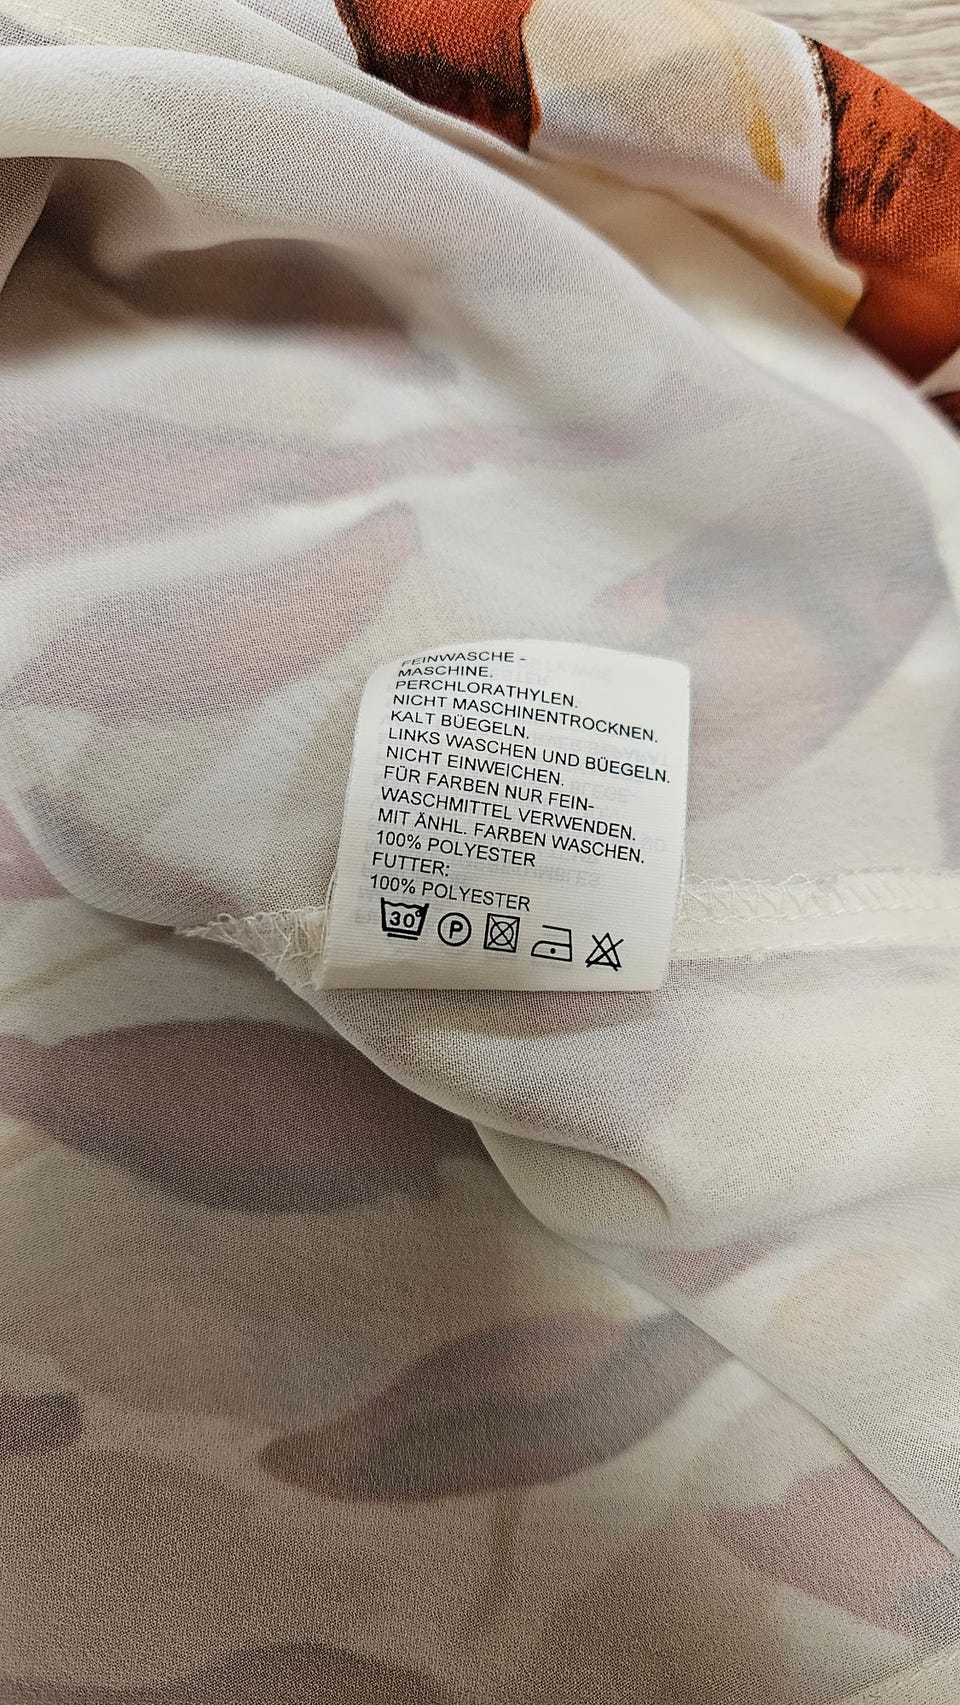 FEINWASCHE -
MASCHINE.
PERCHLORATHYLEN.
NICHT MASCHINENTROCKNEN.
KALT BÜEGELN.
LINKS WASCHEN UND BÜEGELN.
NICHT EINWEICHEN.
FÜR FARBEN NUR FEIN-
WASCHMITTEL VERWENDEN.
MIT ÄNHL. FARBEN WASCHEN.
100% POLYESTER
FUTTER:
100% POLYESTER
30° P